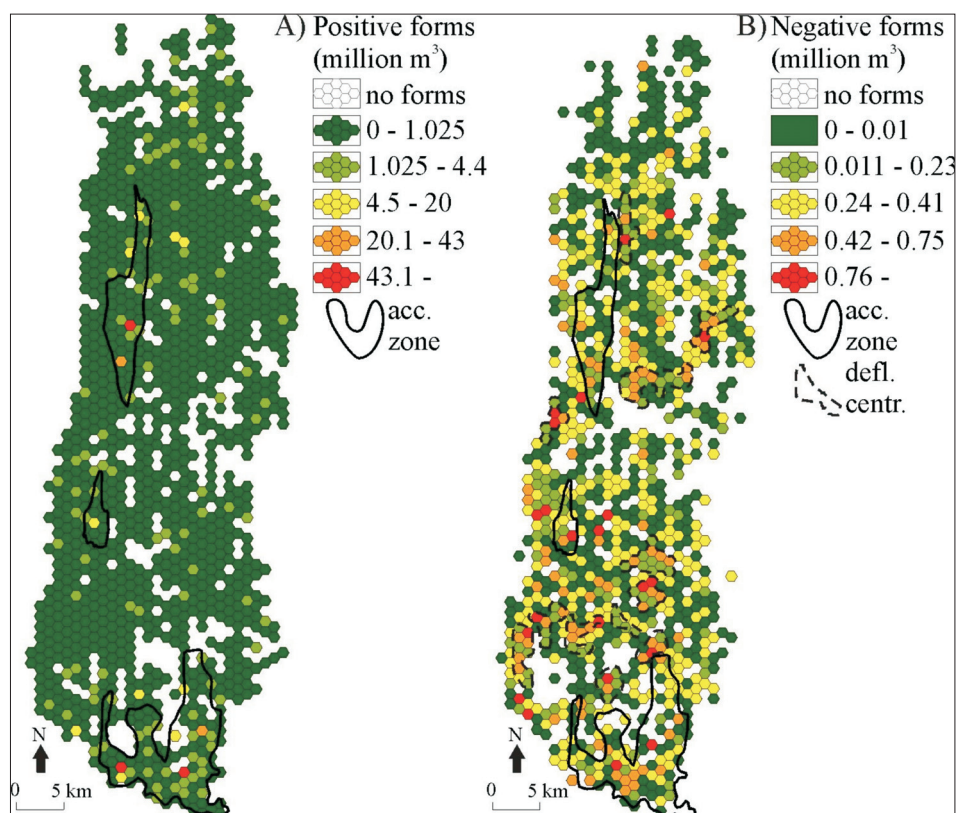 A) Positive forms
(million m³)
no forms
0 - 1.025
1.025 - 4.4
4.5 - 20
20.1 - 43
43.1 -
acc.
zone
N
0 5 km
B) Negative forms
(million m³)
no forms
0 - 0.01
0.011 - 0.23
0.24 - 0.41
0.42 - 0.75
0.76 -
acc.
zone
defl.
centr.
N
0 5 km